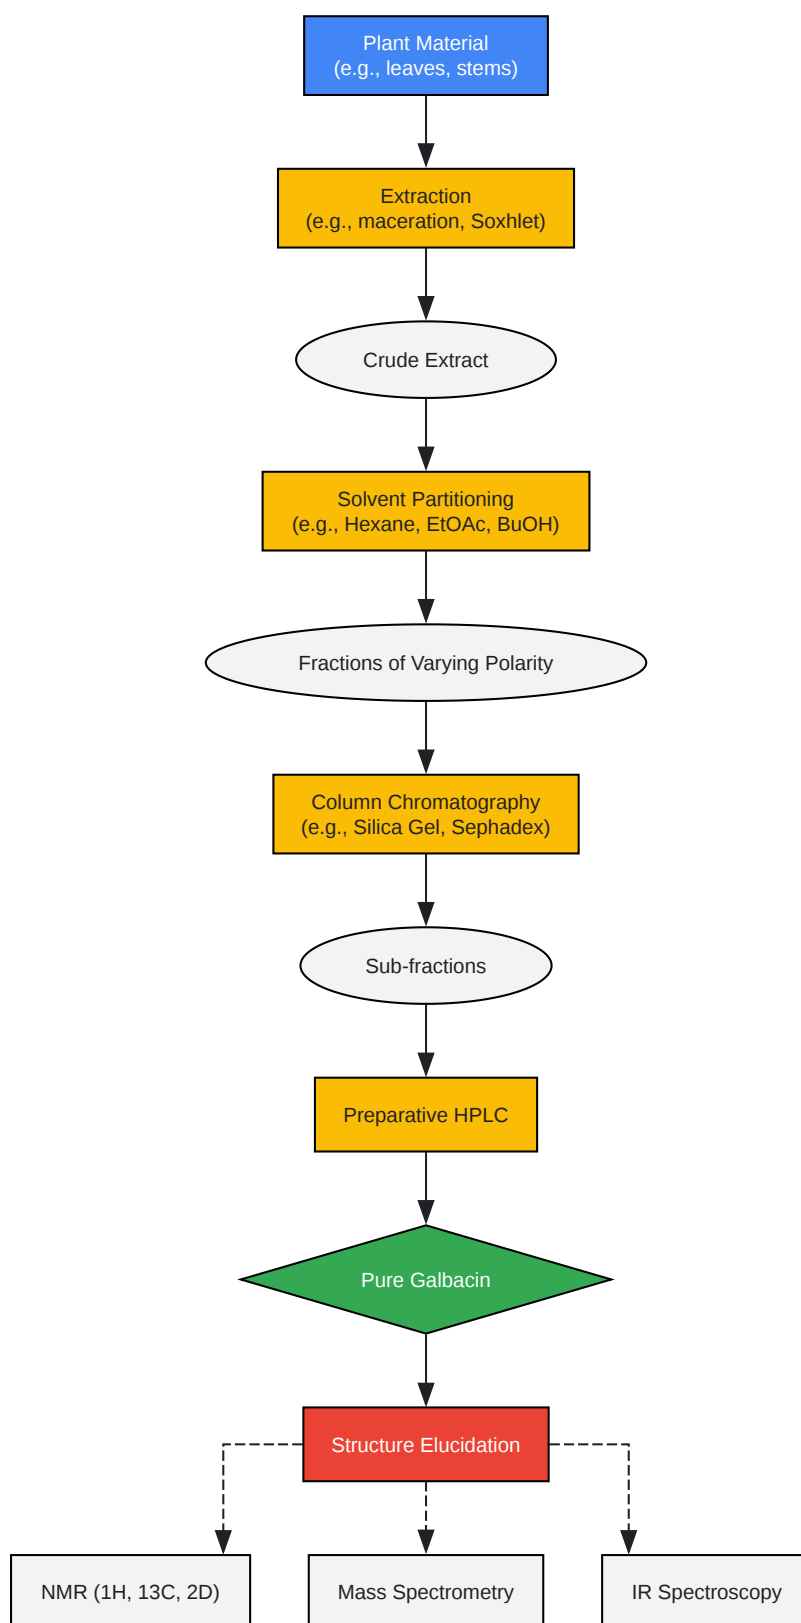 Plant Material
(e.g., leaves, stems)
Extraction
(e.g., maceration, Soxhlet)
Crude Extract
Solvent Partitioning
(e.g., Hexane, EtOAc, BuOH)
Fractions of Varying Polarity
Column Chromatography
(e.g., Silica Gel, Sephadex)
Sub-fractions
Preparative HPLC
Pure Galbacin
Structure Elucidation
NMR (1H, 13C, 2D)
Mass Spectrometry
IR Spectroscopy